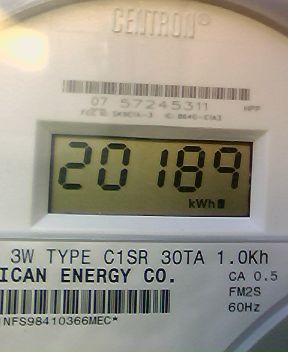 CENTRON®
07 57245311
20189
kWh
3W TYPE C1SR 30TA 1.0Kh
ICAN ENERGY CO.
CA 0.5
FM2S
60Hz
NFS98410366MEC*